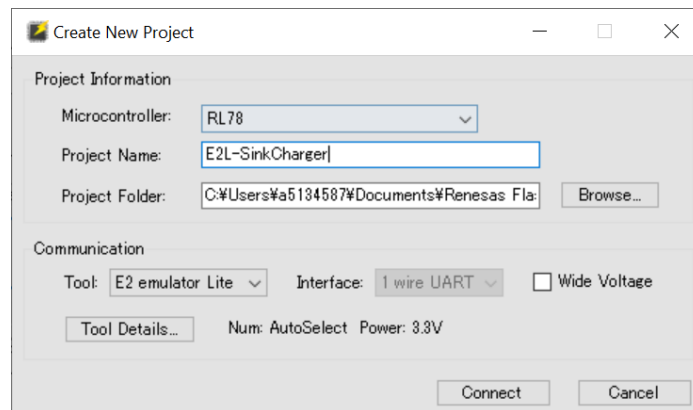 Create New Project
Project Information
Microcontroller: RL78
Project Name: E2L-SinkCharger
Project Folder: C:¥Users¥a5134587¥Documents¥Renesas Fla: Browse...
Communication
Tool: E2 emulator Lite Interface: 1 wire UART Wide Voltage
Tool Details... Num: AutoSelect Power: 3.3V
Connect Cancel